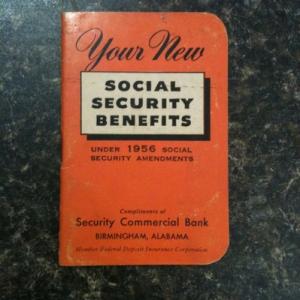 Your New
SOCIAL
SECURITY
BENEFITS
UNDER 1956 SOCIAL
SECURITY AMENDMENTS
Compliments of
Security Commercial Bank
BIRMINGHAM, ALABAMA
Member Federal Deposit Insurance Corporation